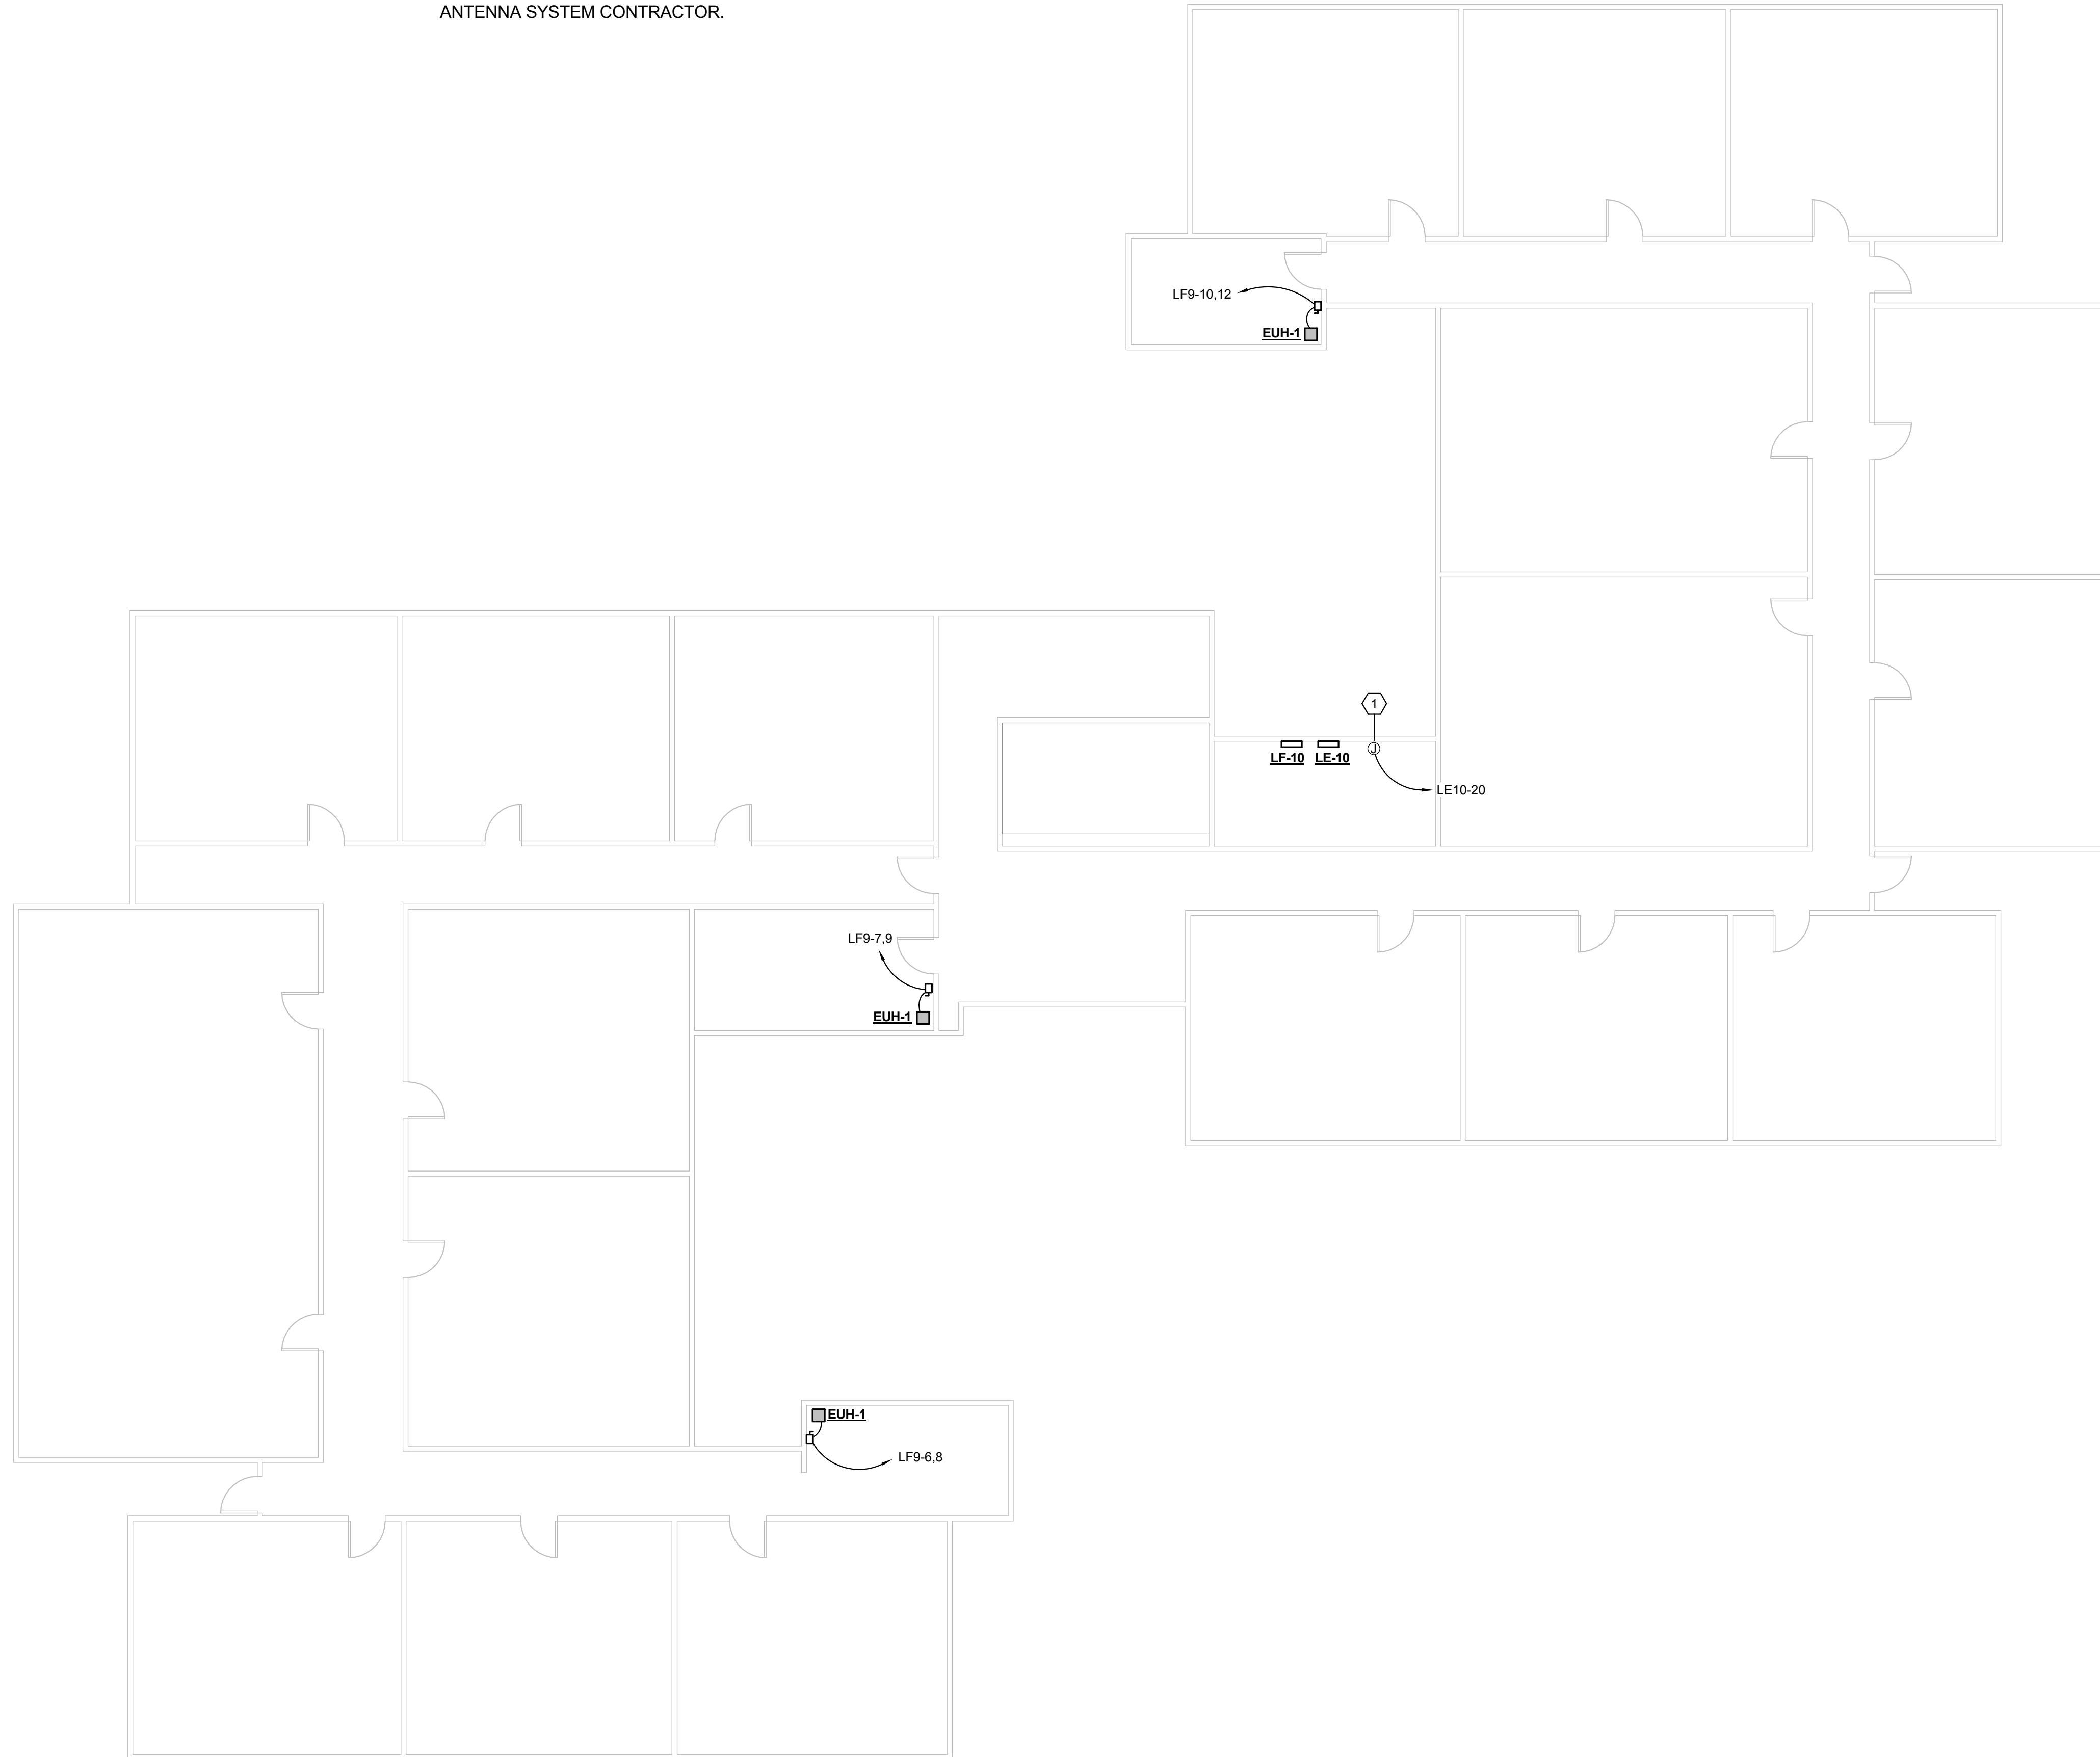 ANTENNA SYSTEM CONTRACTOR.
LF9-10,12
EUH-1
1
J
LF-10
LE-10
LE10-20
LF9-7,9
EUH-1
EUH-1
LF9-6,8